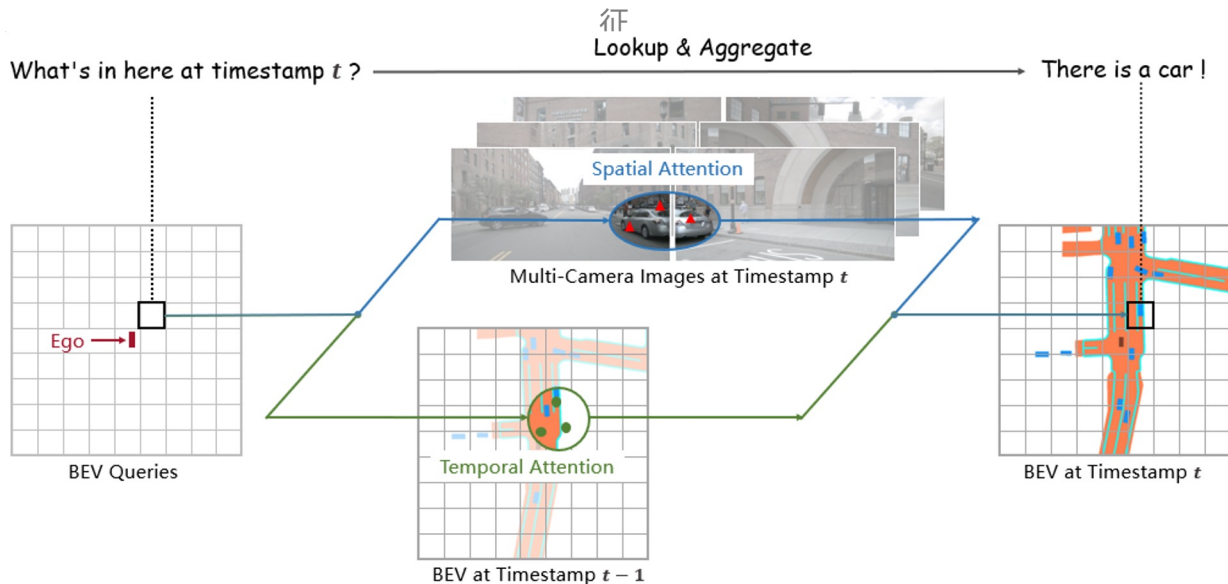 征
Lookup & Aggregate
What's in here at timestamp t ?
There is a car !
Spatial Attention
Multi-Camera Images at Timestamp t
Ego
BEV Queries
Temporal Attention
BEV at Timestamp t
BEV at Timestamp t − 1